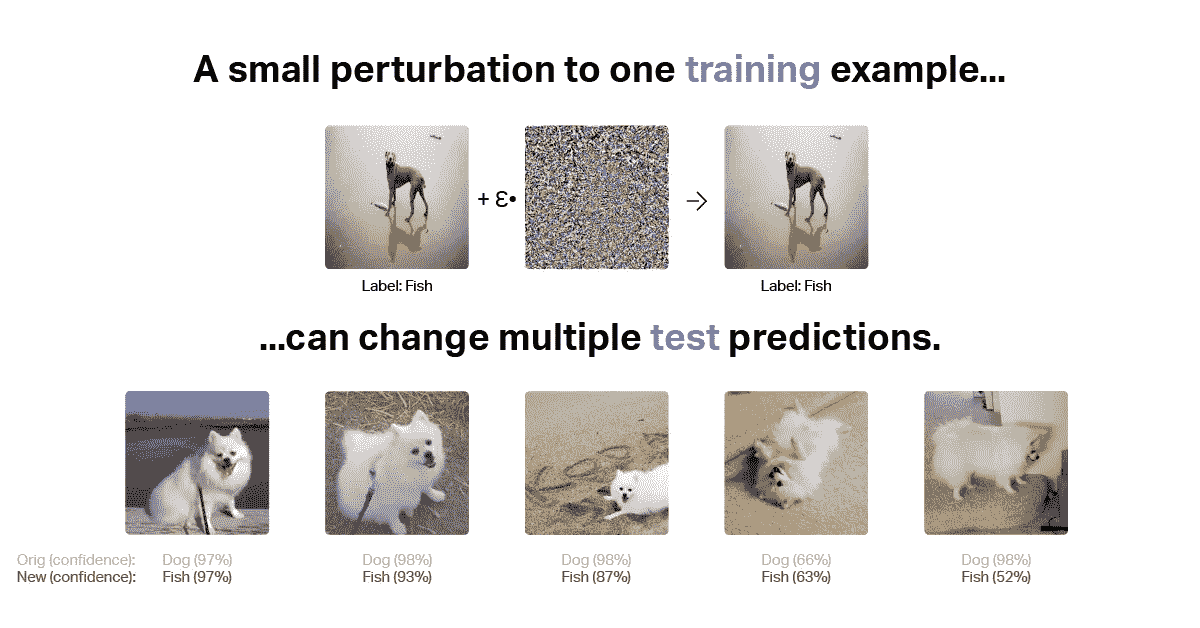 A small perturbation to one training example...
+ Ɛ• →
Label: Fish Label: Fish
...can change multiple test predictions.
Orig (confidence): Dog (97%) Dog (98%) Dog (98%) Dog (66%) Dog (98%)
New (confidence): Fish (97%) Fish (93%) Fish (87%) Fish (63%) Fish (52%)